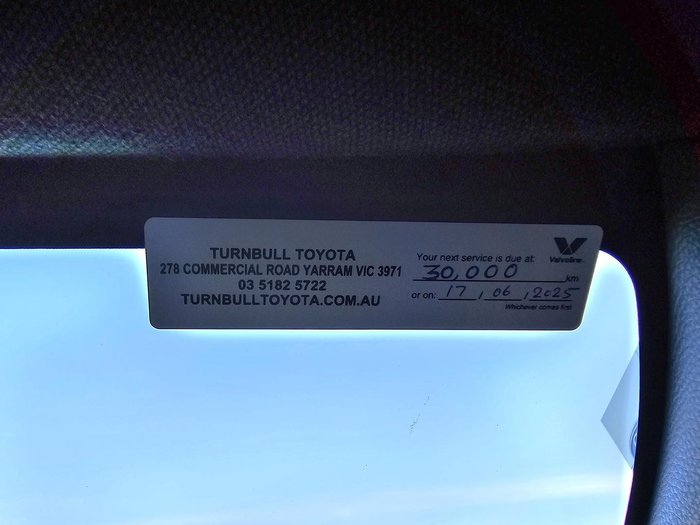 TURNBULL TOYOTA
278 COMMERCIAL ROAD YARRAM VIC 3971
03 5182 5722
TURNBULLTOYOTA.COM.AU
Valvoline
Your next service is due at:
30,000 km
or on: 17, 06, 2025
Whichever comes first